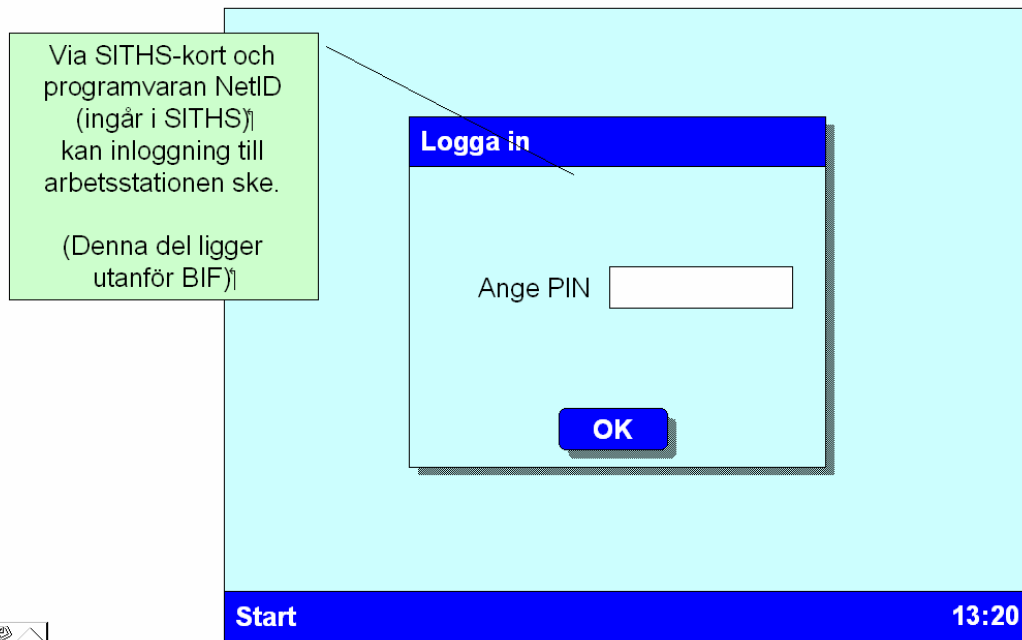 Via SITHS-kort och
programvaran NetID
(ingår i SITHS)¶
kan inloggning till
arbetsstationen ske.
(Denna del ligger
utanför BIF)¶
Logga in
Ange PIN
OK
Start
13:20